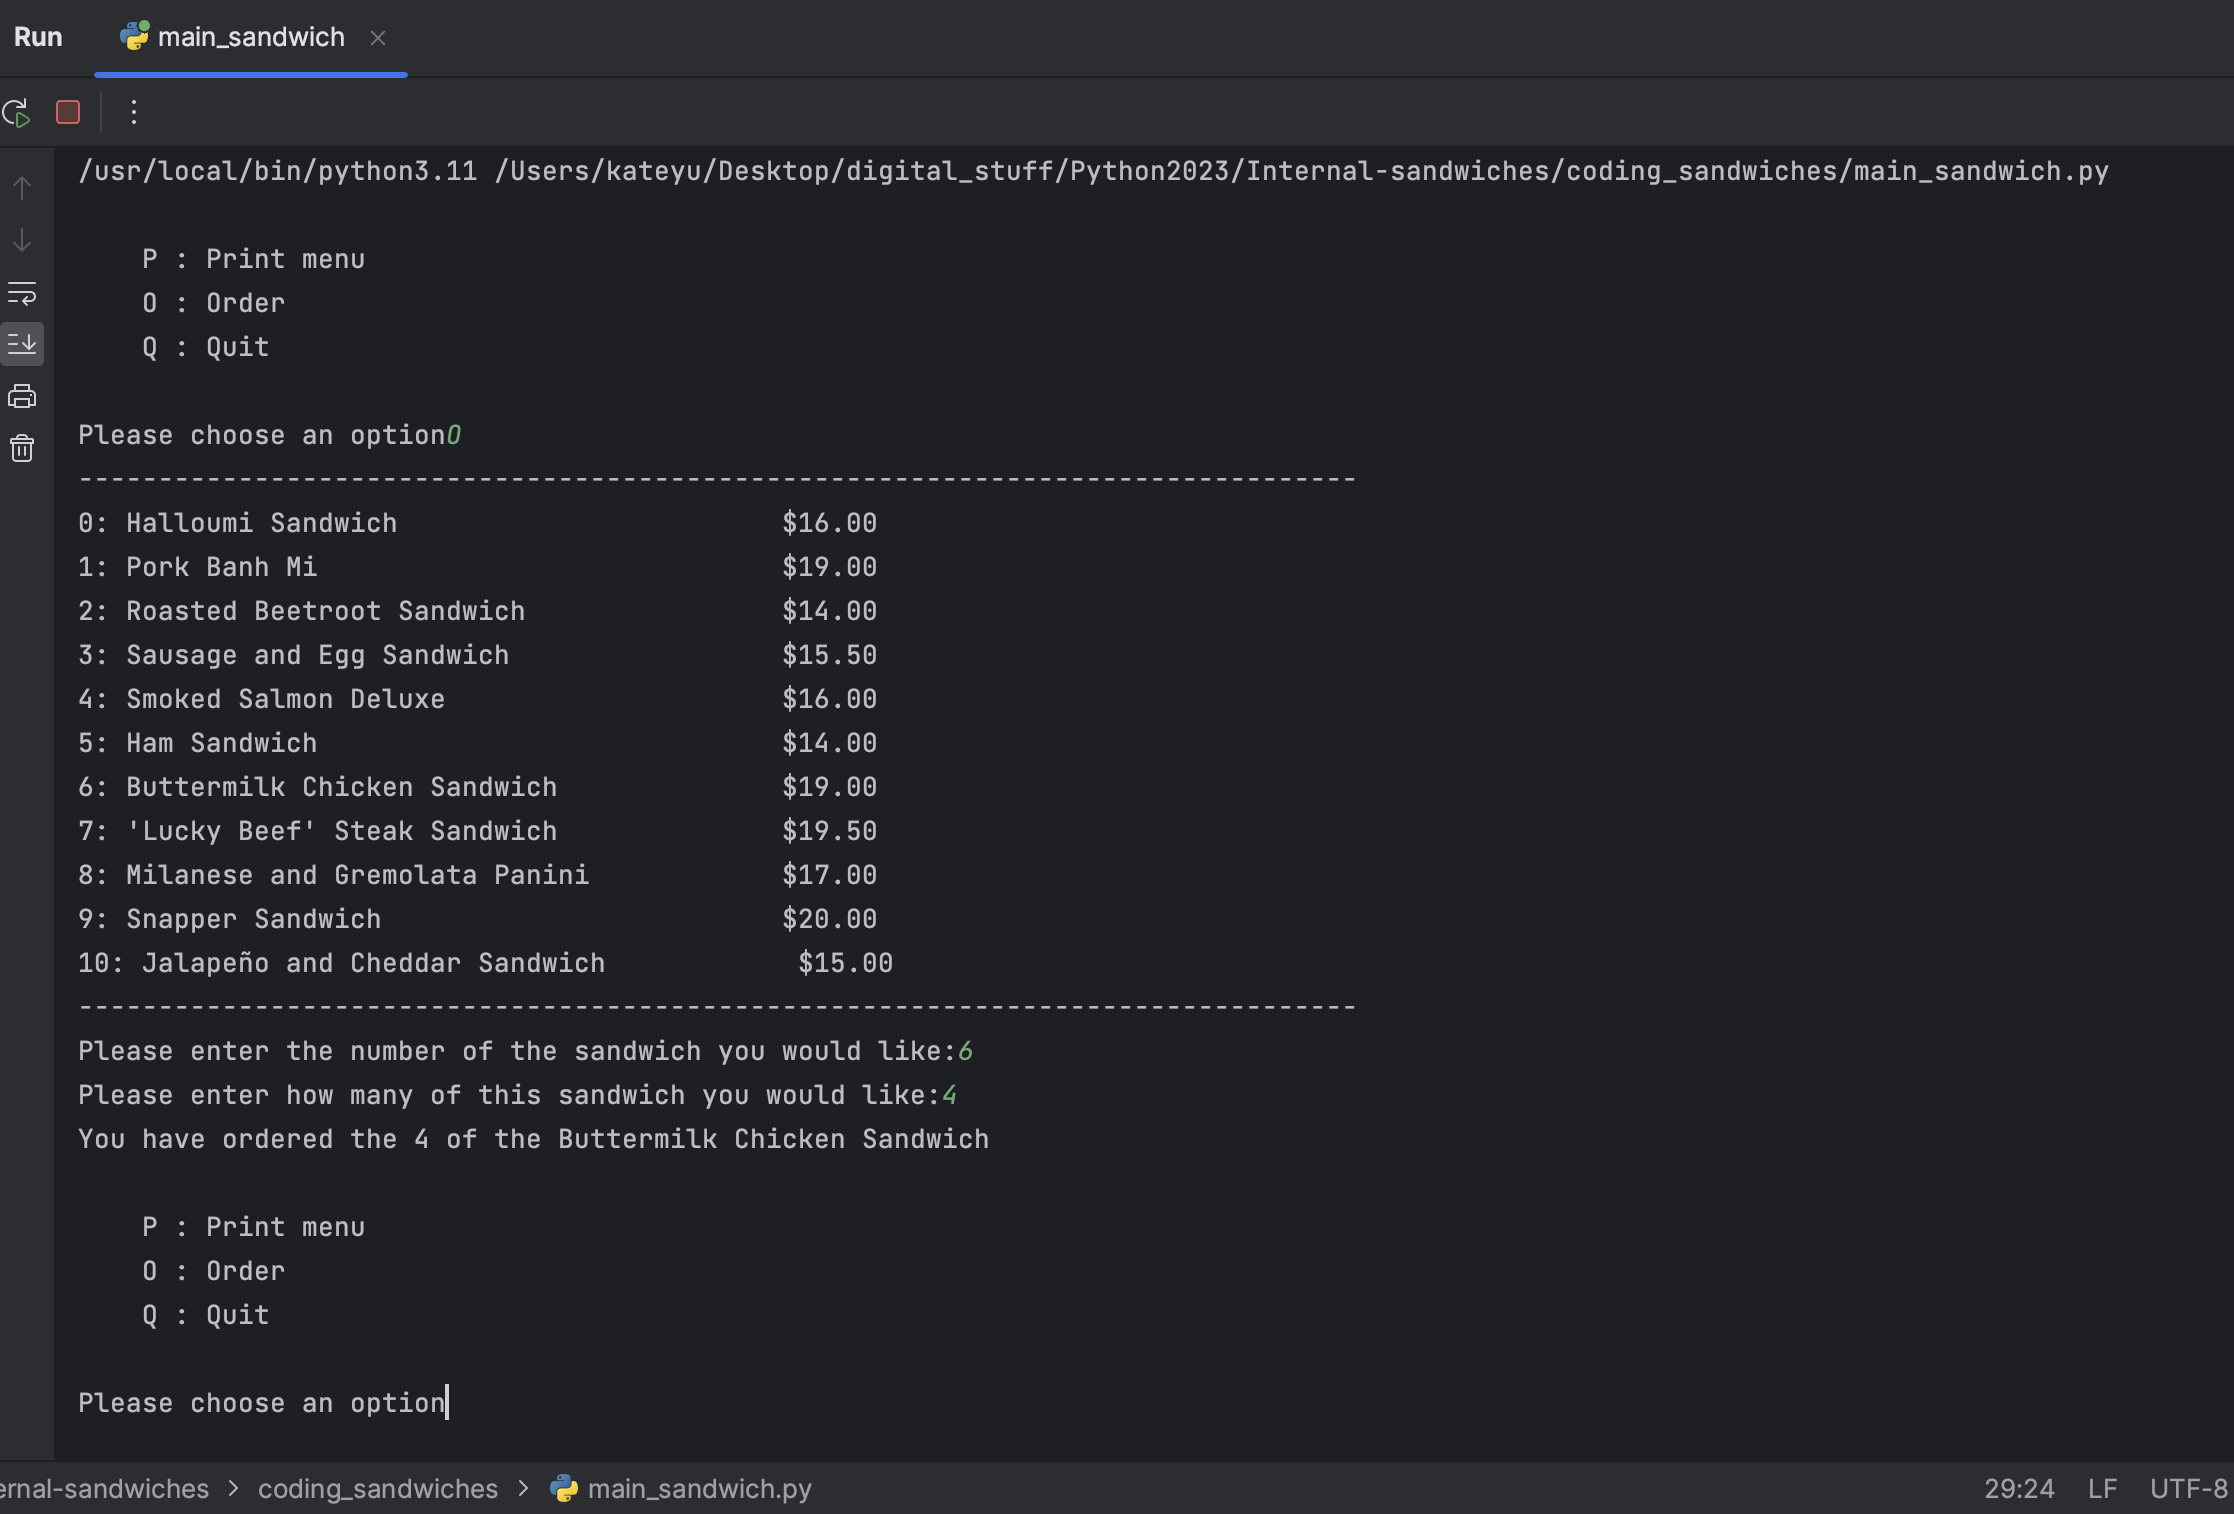 Run main_sandwich
/usr/local/bin/python3.11 /Users/kateyu/Desktop/digital_stuff/Python2023/Internal-sandwiches/coding_sandwiches/main_sandwich.py
P : Print menu
O : Order
Q : Quit
Please choose an optionO
--------------------------------------------------------------------------------
0: Halloumi Sandwich                        $16.00
1: Pork Banh Mi                             $19.00
2: Roasted Beetroot Sandwich                $14.00
3: Sausage and Egg Sandwich                 $15.50
4: Smoked Salmon Deluxe                     $16.00
5: Ham Sandwich                             $14.00
6: Buttermilk Chicken Sandwich              $19.00
7: 'Lucky Beef' Steak Sandwich              $19.50
8: Milanese and Gremolata Panini            $17.00
9: Snapper Sandwich                         $20.00
10: Jalapeño and Cheddar Sandwich            $15.00
--------------------------------------------------------------------------------
Please enter the number of the sandwich you would like:6
Please enter how many of this sandwich you would like:4
You have ordered the 4 of the Buttermilk Chicken Sandwich
P : Print menu
O : Order
Q : Quit
Please choose an option
ernal-sandwiches > coding_sandwiches > main_sandwich.py 29:24 LF UTF-8